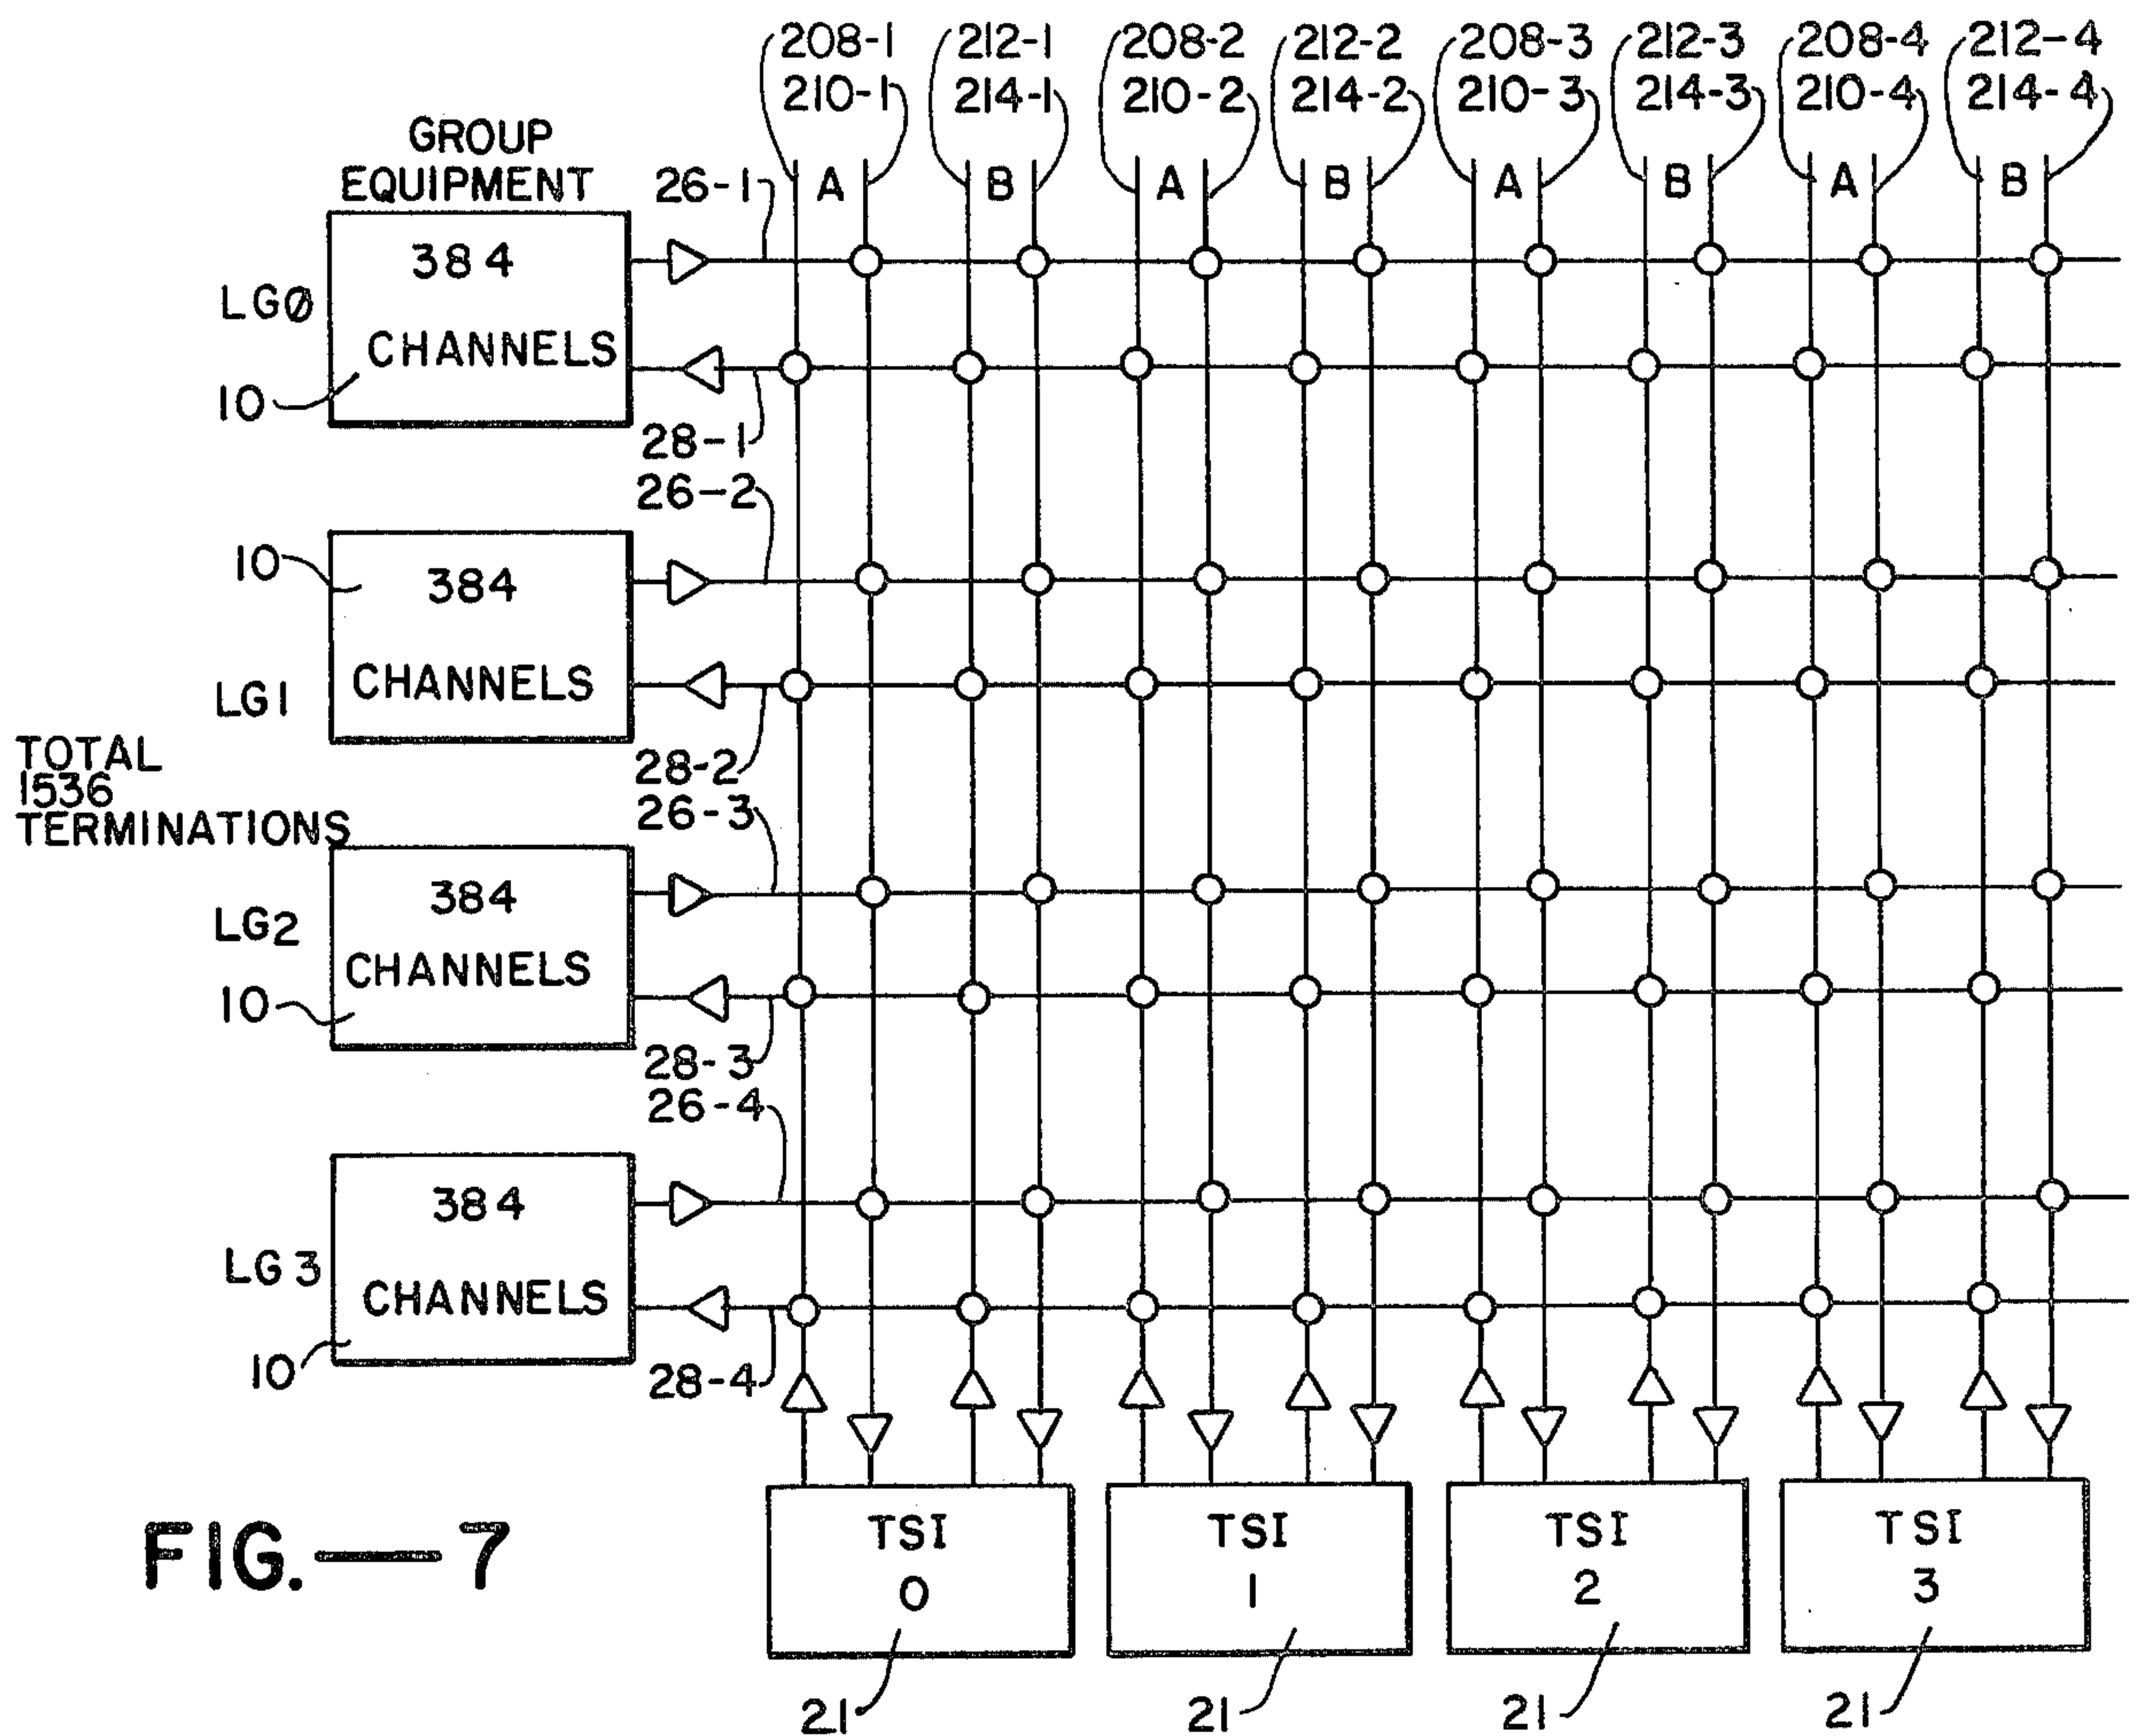 208-1 212-1 208-2 212-2 208-3 212-3 208-4 212-4
210-1 214-1 210-2 214-2 210-3 214-3 210-4 214-4
GROUP
EQUIPMENT
26-1 A B A B A B A B
384
LGØ
CHANNELS
10
28-1
26-2
10
384
CHANNELS
LG1
28-2
TOTAL
1536
TERMINATIONS
26-3
384
LG2
CHANNELS
10
28-3
26-4
384
LG3
CHANNELS
10
28-4
TSI TSI TSI TSI
0 1 2 3
FIG.—7
21 21 21 21